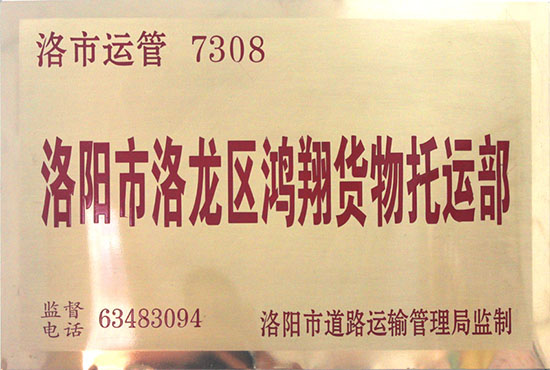 洛市运管 7308
洛阳市洛龙区鸿翔货物托运部
监督电话 63483094
洛阳市道路运输管理局监制